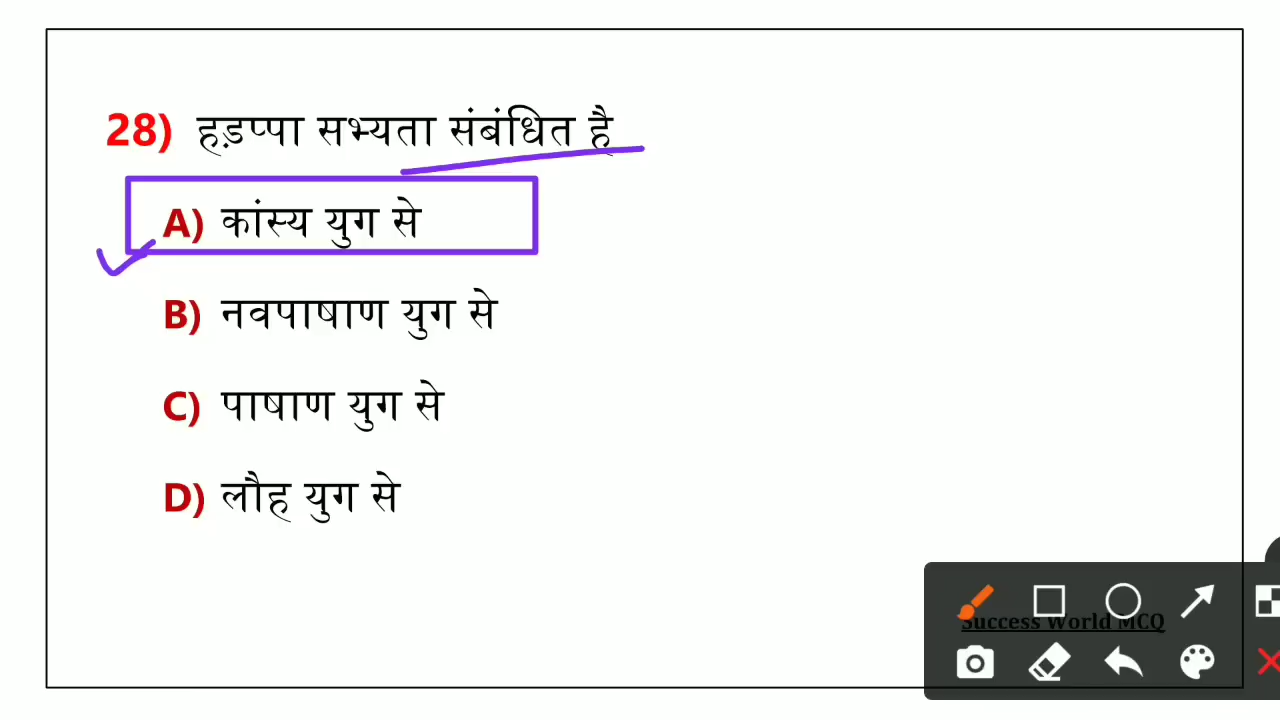 28) हड़प्पा सभ्यता संबंधित है
A) कांस्य युग से
B) नवपाषाण युग से
C) पाषाण युग से
D) लौह युग से
Success World MCQ